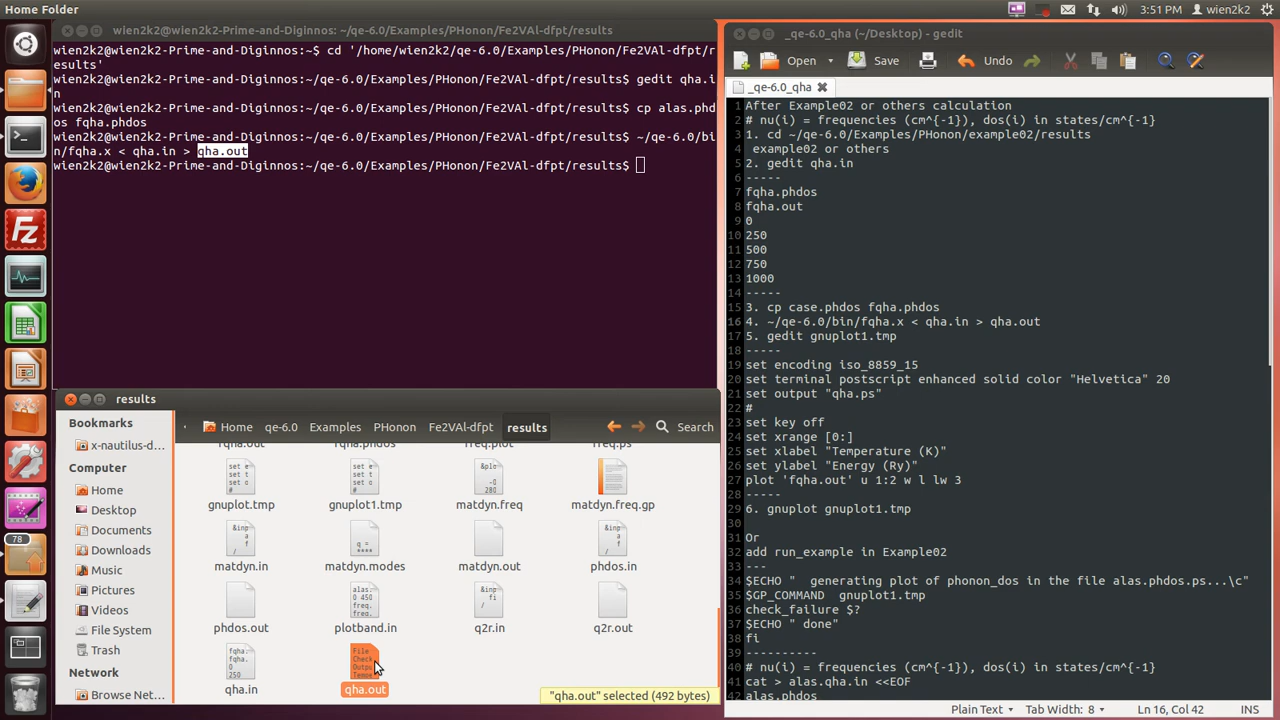 Home Folder
3:51 PM
wien2k2
wien2k2@wien2k2-Prime-and-Diginnos: ~/qe-6.0/Examples/PHonon/Fe2VAl-dfpt/results
wien2k2@wien2k2-Prime-and-Diginnos:~$ cd '/home/wien2k2/qe-6.0/Examples/PHonon/Fe2VAl-dfpt/r
esults'
wien2k2@wien2k2-Prime-and-Diginnos:~/qe-6.0/Examples/PHonon/Fe2VAl-dfpt/results$ gedit qha.i
n
wien2k2@wien2k2-Prime-and-Diginnos:~/qe-6.0/Examples/PHonon/Fe2VAl-dfpt/results$ cp alas.phd
os fqha.phdos
wien2k2@wien2k2-Prime-and-Diginnos:~/qe-6.0/Examples/PHonon/Fe2VAl-dfpt/results$ ~/qe-6.0/bi
n/fqha.x < qha.in > qha.out
wien2k2@wien2k2-Prime-and-Diginnos:~/qe-6.0/Examples/PHonon/Fe2VAl-dfpt/results$
78
results
Bookmarks
x-nautilus-d...
Computer
Home
Desktop
Documents
Downloads
Music
Pictures
Videos
File System
Trash
Network
Browse Net...
Home
qe-6.0
Examples
PHonon
Fe2VAl-dfpt
results
Search
fqha.out
fqha.phdos
freq.plot
freq.ps
gnuplot.tmp
gnuplot1.tmp
matdyn.freq
matdyn.freq.gp
matdyn.in
matdyn.modes
matdyn.out
phdos.in
phdos.out
plotband.in
q2r.in
q2r.out
qha.in
qha.out
"qha.out" selected (492 bytes)
_qe-6.0_qha (~/Desktop) - gedit
Open
Save
Undo
_qe-6.0_qha
1 After Example02 or others calculation
2 # nu(i) = frequencies (cm^{-1}), dos(i) in states/cm^{-1}
3 1. cd ~/qe-6.0/Examples/PHonon/example02/results
4 example02 or others
5 2. gedit qha.in
6 -----
7 fqha.phdos
8 fqha.out
9 0
10 250
11 500
12 750
13 1000
14 -----
15 3. cp case.phdos fqha.phdos
16 4. ~/qe-6.0/bin/fqha.x < qha.in > qha.out
17 5. gedit gnuplot1.tmp
18 -----
19 set encoding iso_8859_15
20 set terminal postscript enhanced solid color "Helvetica" 20
21 set output "qha.ps"
22 #
23 set key off
24 set xrange [0:]
25 set xlabel "Temperature (K)"
26 set ylabel "Energy (Ry)"
27 plot 'fqha.out' u 1:2 w l lw 3
28 -----
29 6. gnuplot gnuplot1.tmp
30
31 Or
32 add run_example in Example02
33 ---
34 $ECHO "  generating plot of phonon_dos in the file alas.phdos.ps...\c"
35 $GP_COMMAND  gnuplot1.tmp
36 check_failure $?
37 $ECHO " done"
38 fi
39 ----------
40 # nu(i) = frequencies (cm^{-1}), dos(i) in states/cm^{-1}
41 cat > alas.qha.in <<EOF
42 alas.phdos
Plain Text
Tab Width: 8
Ln 16, Col 42
INS